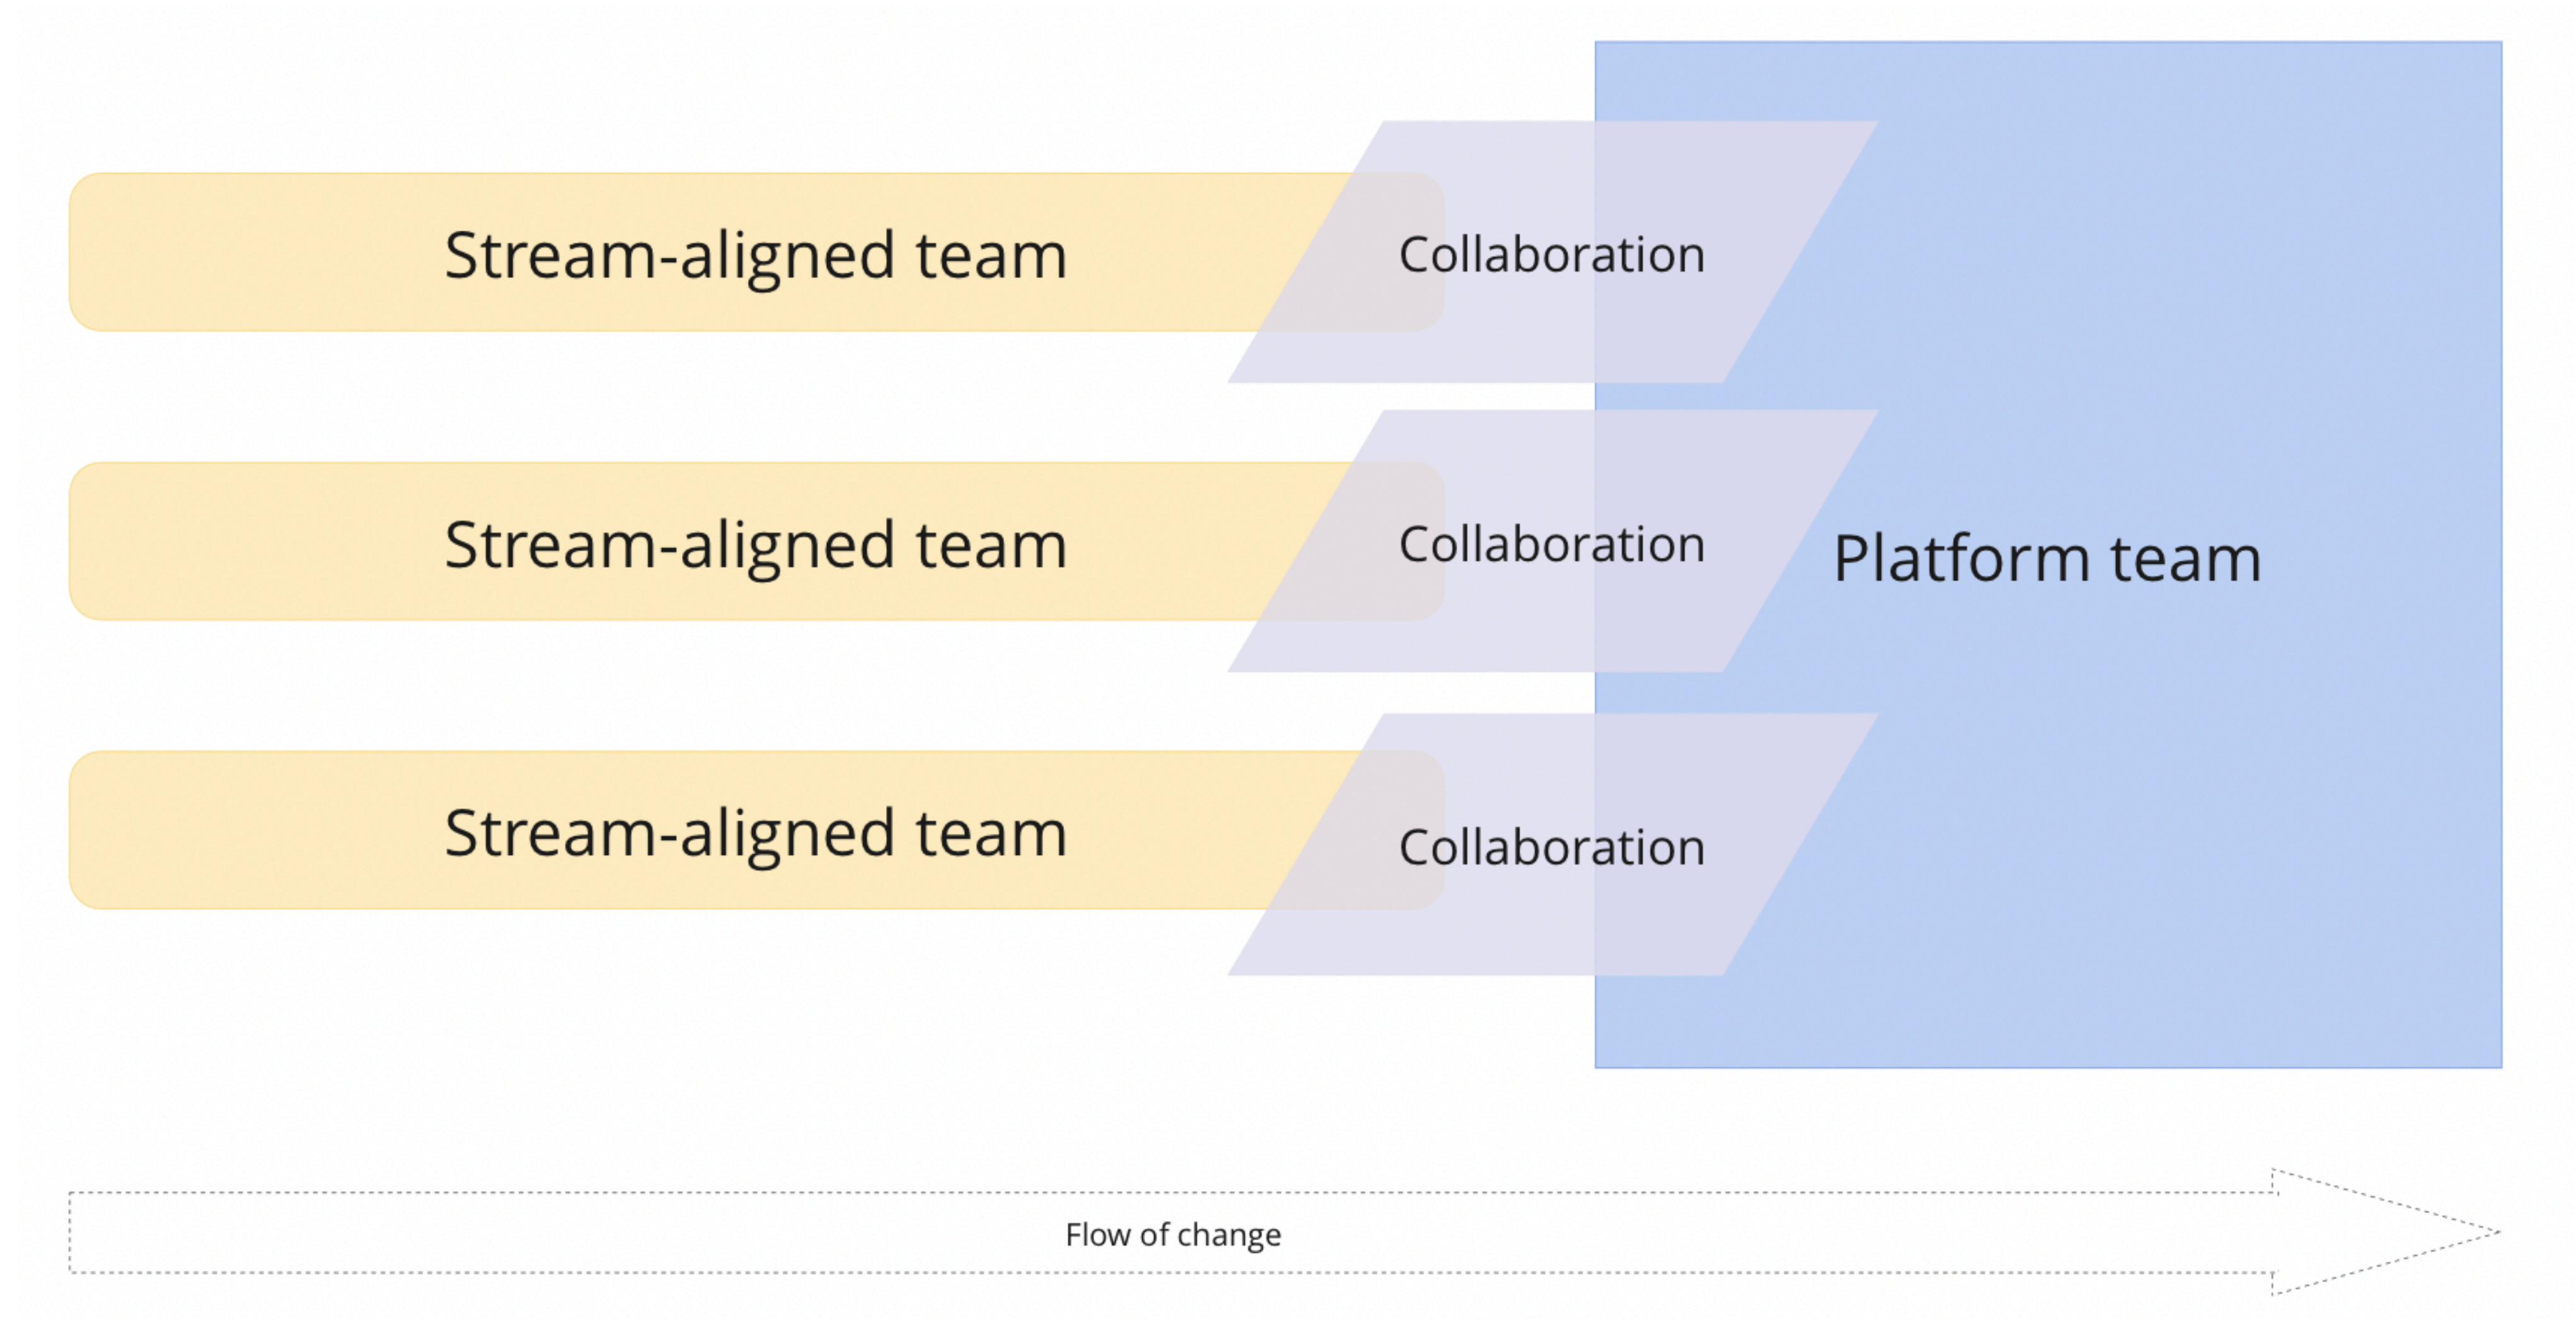 Stream-aligned team
Collaboration
Stream-aligned team
Collaboration
Platform team
Stream-aligned team
Collaboration
Flow of change